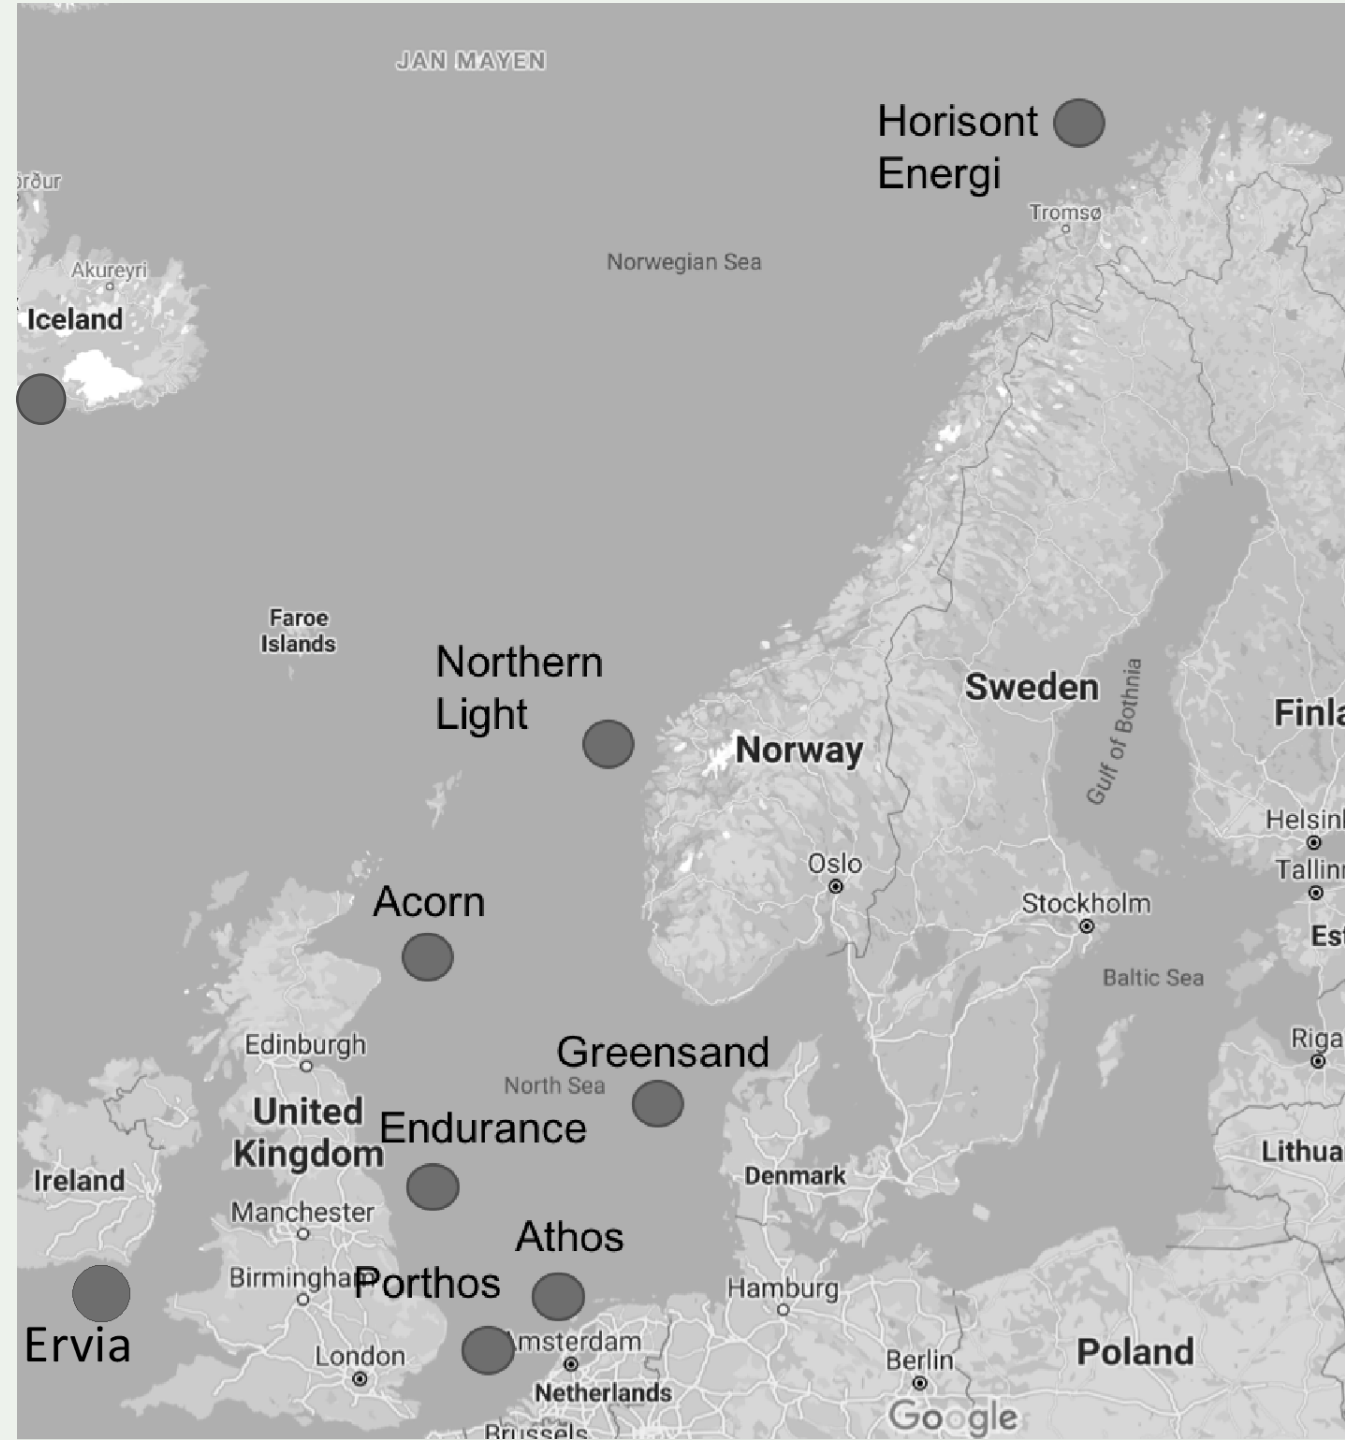 JAN MAYEN
Horisont
Energi
Tromsø
Norwegian Sea
Akureyri
Iceland
Faroe
Islands
Northern
Light
Sweden
Gulf of Bothnia
Norway
Oslo
Stockholm
Acorn
Baltic Sea
Edinburgh
Greensand
North Sea
United
Kingdom
Endurance
Riga
Ireland
Denmark
Manchester
Athos
Birmingham
Porthos
Hamburg
Ervia
London
Amsterdam
Netherlands
Berlin
Poland
Google
Brussels